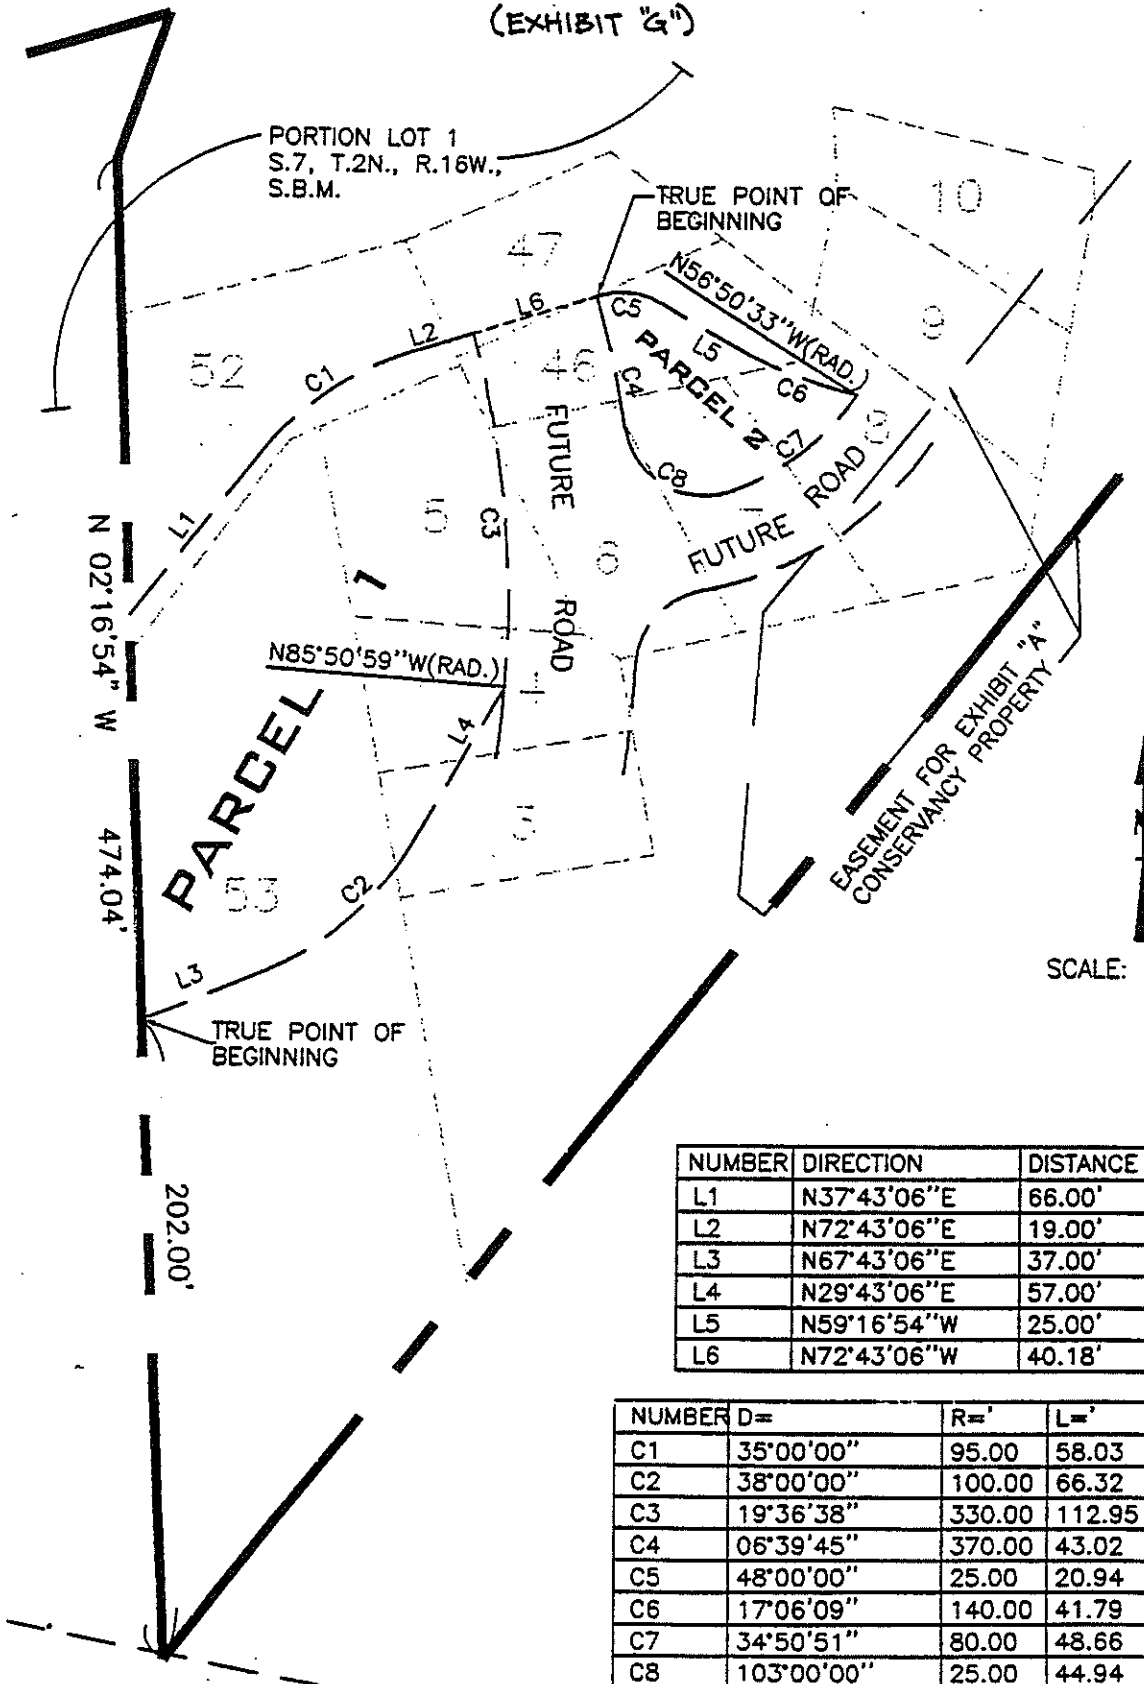 (EXHIBIT "G")
PORTION LOT 1
S.7, T.2N., R.16W.,
S.B.M.
TRUE POINT OF
BEGINNING
10
47
N56°50'33"W(RAD.)
9
L6
C5
L2
L5
52
PARCEL 2
46
C1
C4
C6
8
FUTURE
C7
C8
ROAD
L1
5
C3
FUTURE
7
N 02°16'54" W
6
1
ROAD
N85°50'59"W(RAD.)
4
PARCEL
L4
EASEMENT FOR EXHIBIT "A"
CONSERVANCY PROPERTY
474.04'
3
53
C2
L3
SCALE:
TRUE POINT OF
BEGINNING
202.00'
NUMBER DIRECTION DISTANCE
L1 N37°43'06"E 66.00'
L2 N72°43'06"E 19.00'
L3 N67°43'06"E 37.00'
L4 N29°43'06"E 57.00'
L5 N59°16'54"W 25.00'
L6 N72°43'06"W 40.18'
NUMBER D= R=' L='
C1 35°00'00" 95.00 58.03
C2 38°00'00" 100.00 66.32
C3 19°36'38" 330.00 112.95
C4 06°39'45" 370.00 43.02
C5 48°00'00" 25.00 20.94
C6 17°06'09" 140.00 41.79
C7 34°50'51" 80.00 48.66
C8 103°00'00" 25.00 44.94